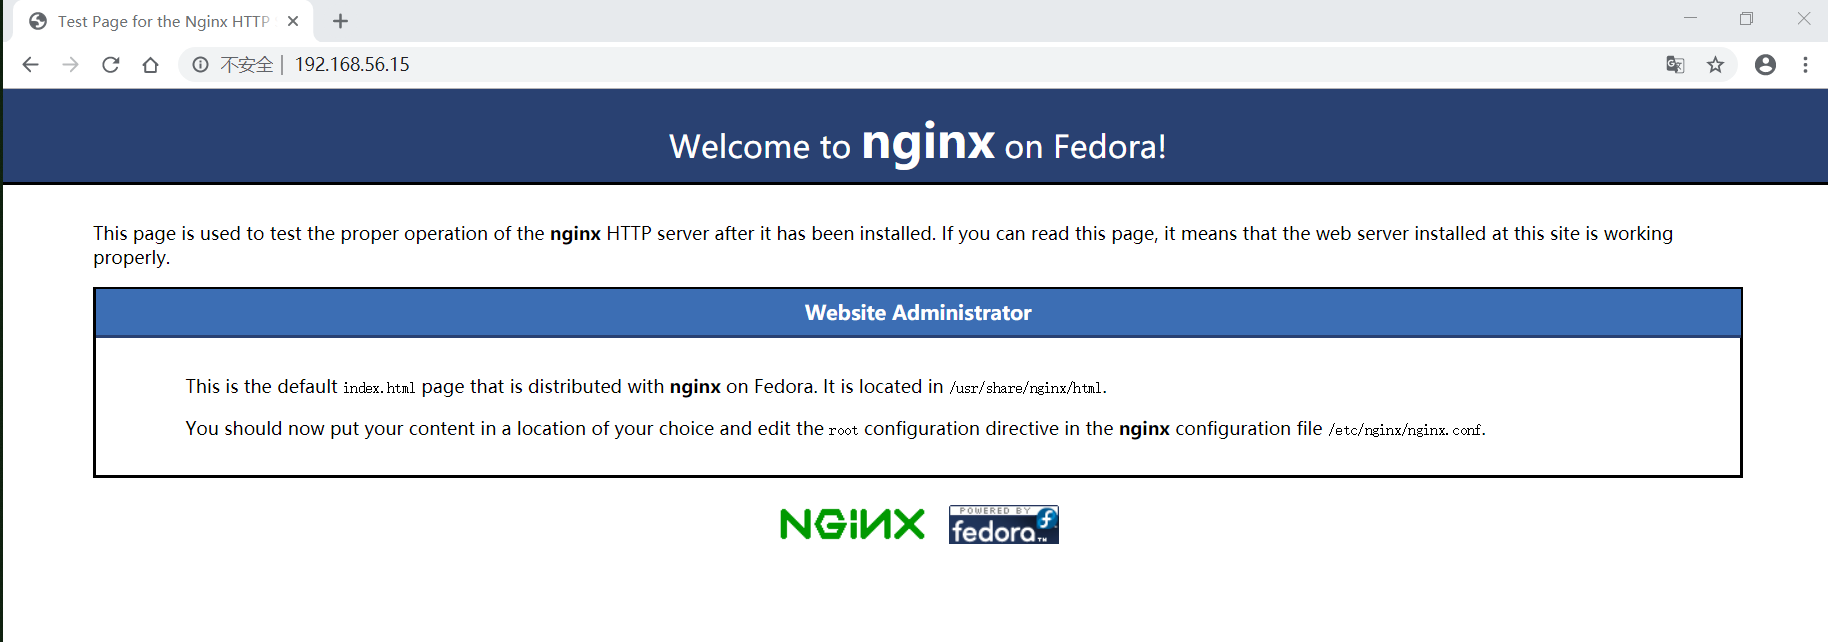 Test Page for the Nginx HTTP
不安全 | 192.168.56.15
Welcome to nginx on Fedora!
This page is used to test the proper operation of the nginx HTTP server after it has been installed. If you can read this page, it means that the web server installed at this site is working
properly.
Website Administrator
This is the default index.html page that is distributed with nginx on Fedora. It is located in /usr/share/nginx/html.
You should now put your content in a location of your choice and edit the root configuration directive in the nginx configuration file /etc/nginx/nginx.conf.
NGiNX
POWERED BY
fedora™